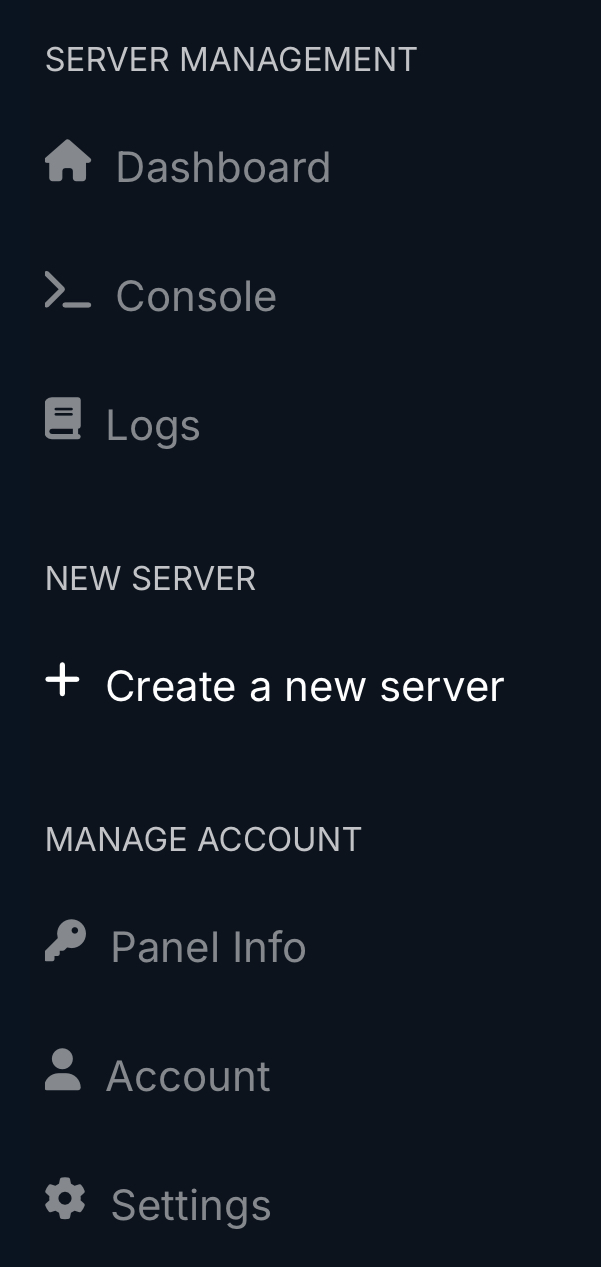 SERVER MANAGEMENT
Dashboard
Console
Logs
NEW SERVER
Create a new server
MANAGE ACCOUNT
Panel Info
Account
Settings